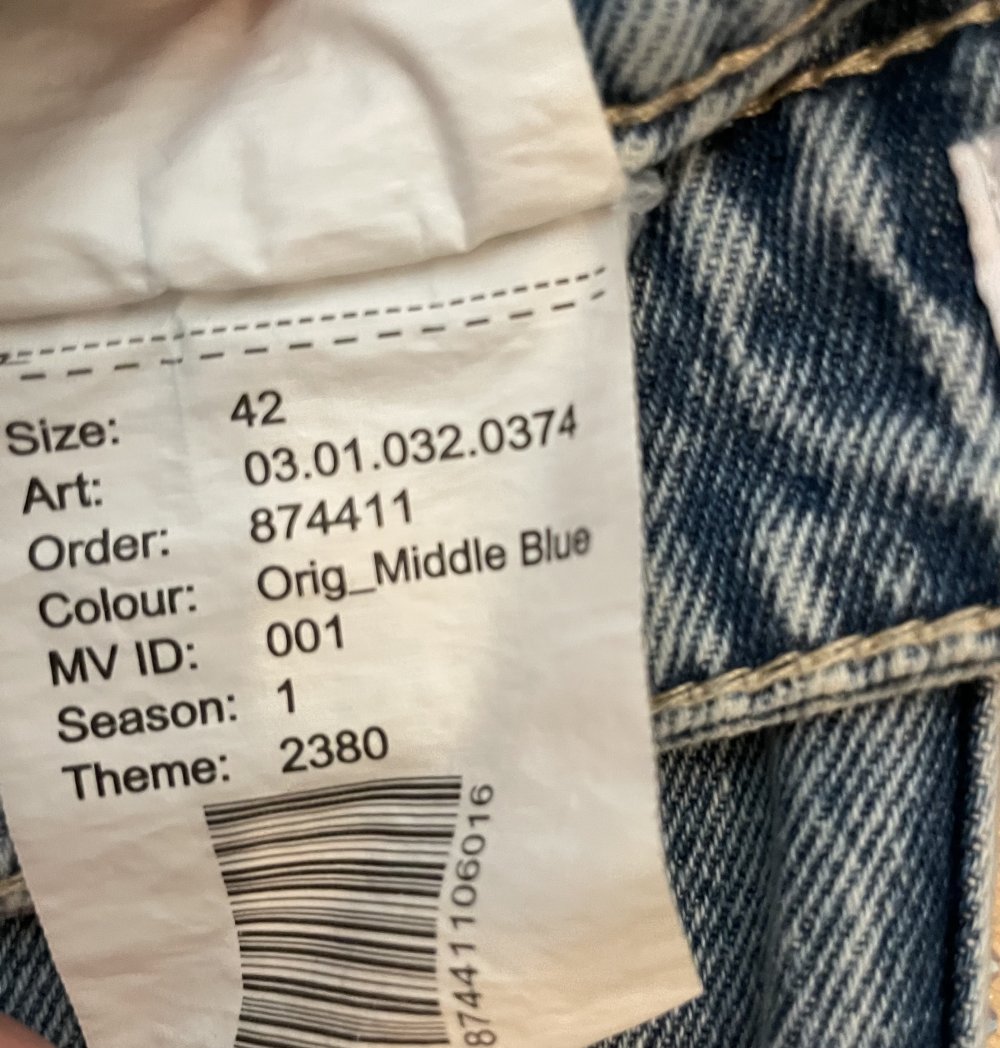 Size: 42
Art: 03.01.032.0374
Order: 874411
Colour: Orig_Middle Blue
MV ID: 001
Season: 1
Theme: 2380
87441106016